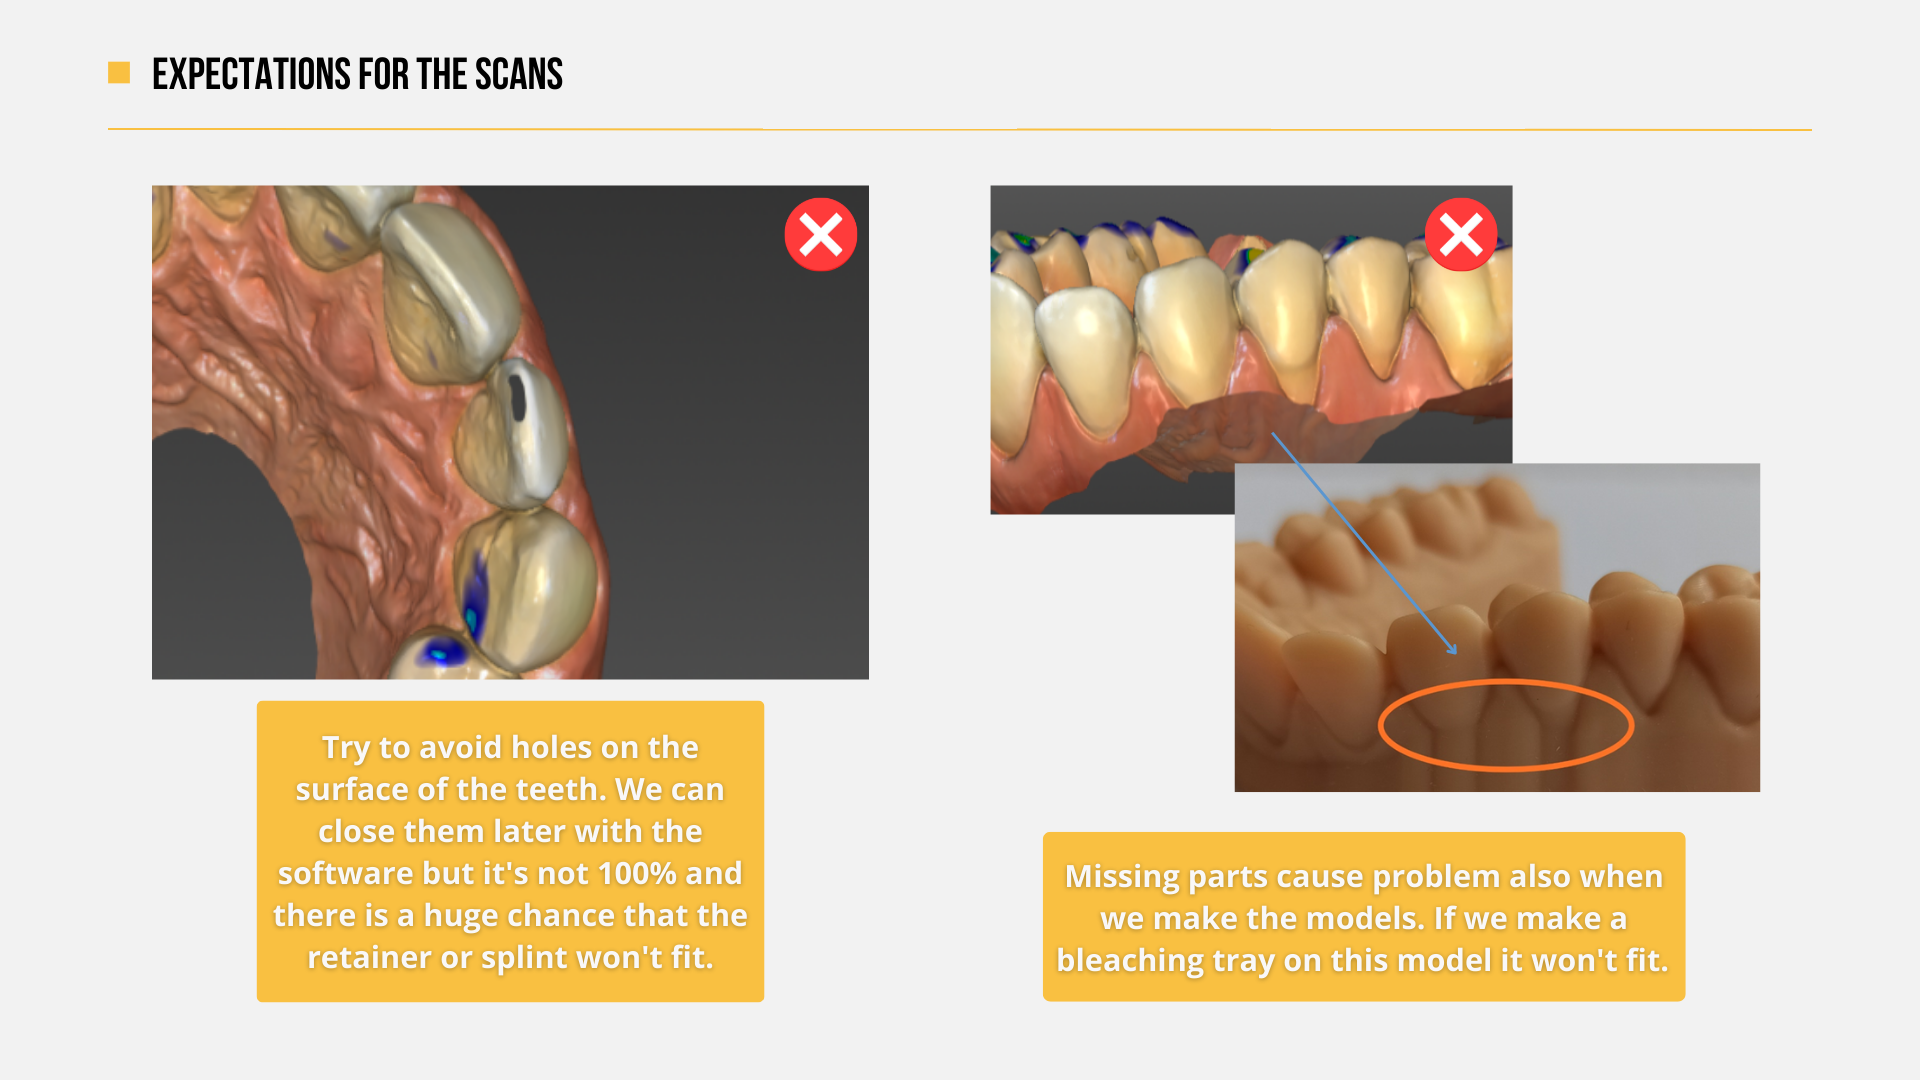 EXPECTATIONS FOR THE SCANS
Try to avoid holes on the
surface of the teeth. We can
close them later with the
software but it's not 100% and
there is a huge chance that the
retainer or splint won't fit.
Missing parts cause problem also when
we make the models. If we make a
bleaching tray on this model it won't fit.